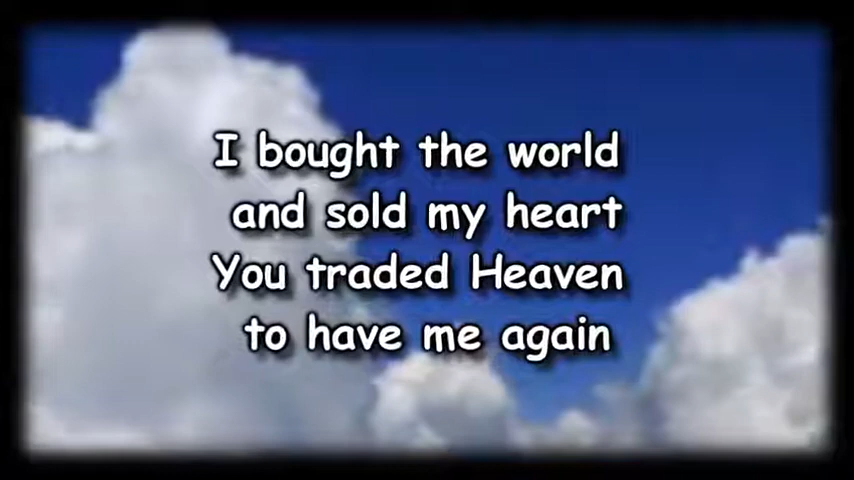 I bought the world
and sold my heart
You traded Heaven
to have me again